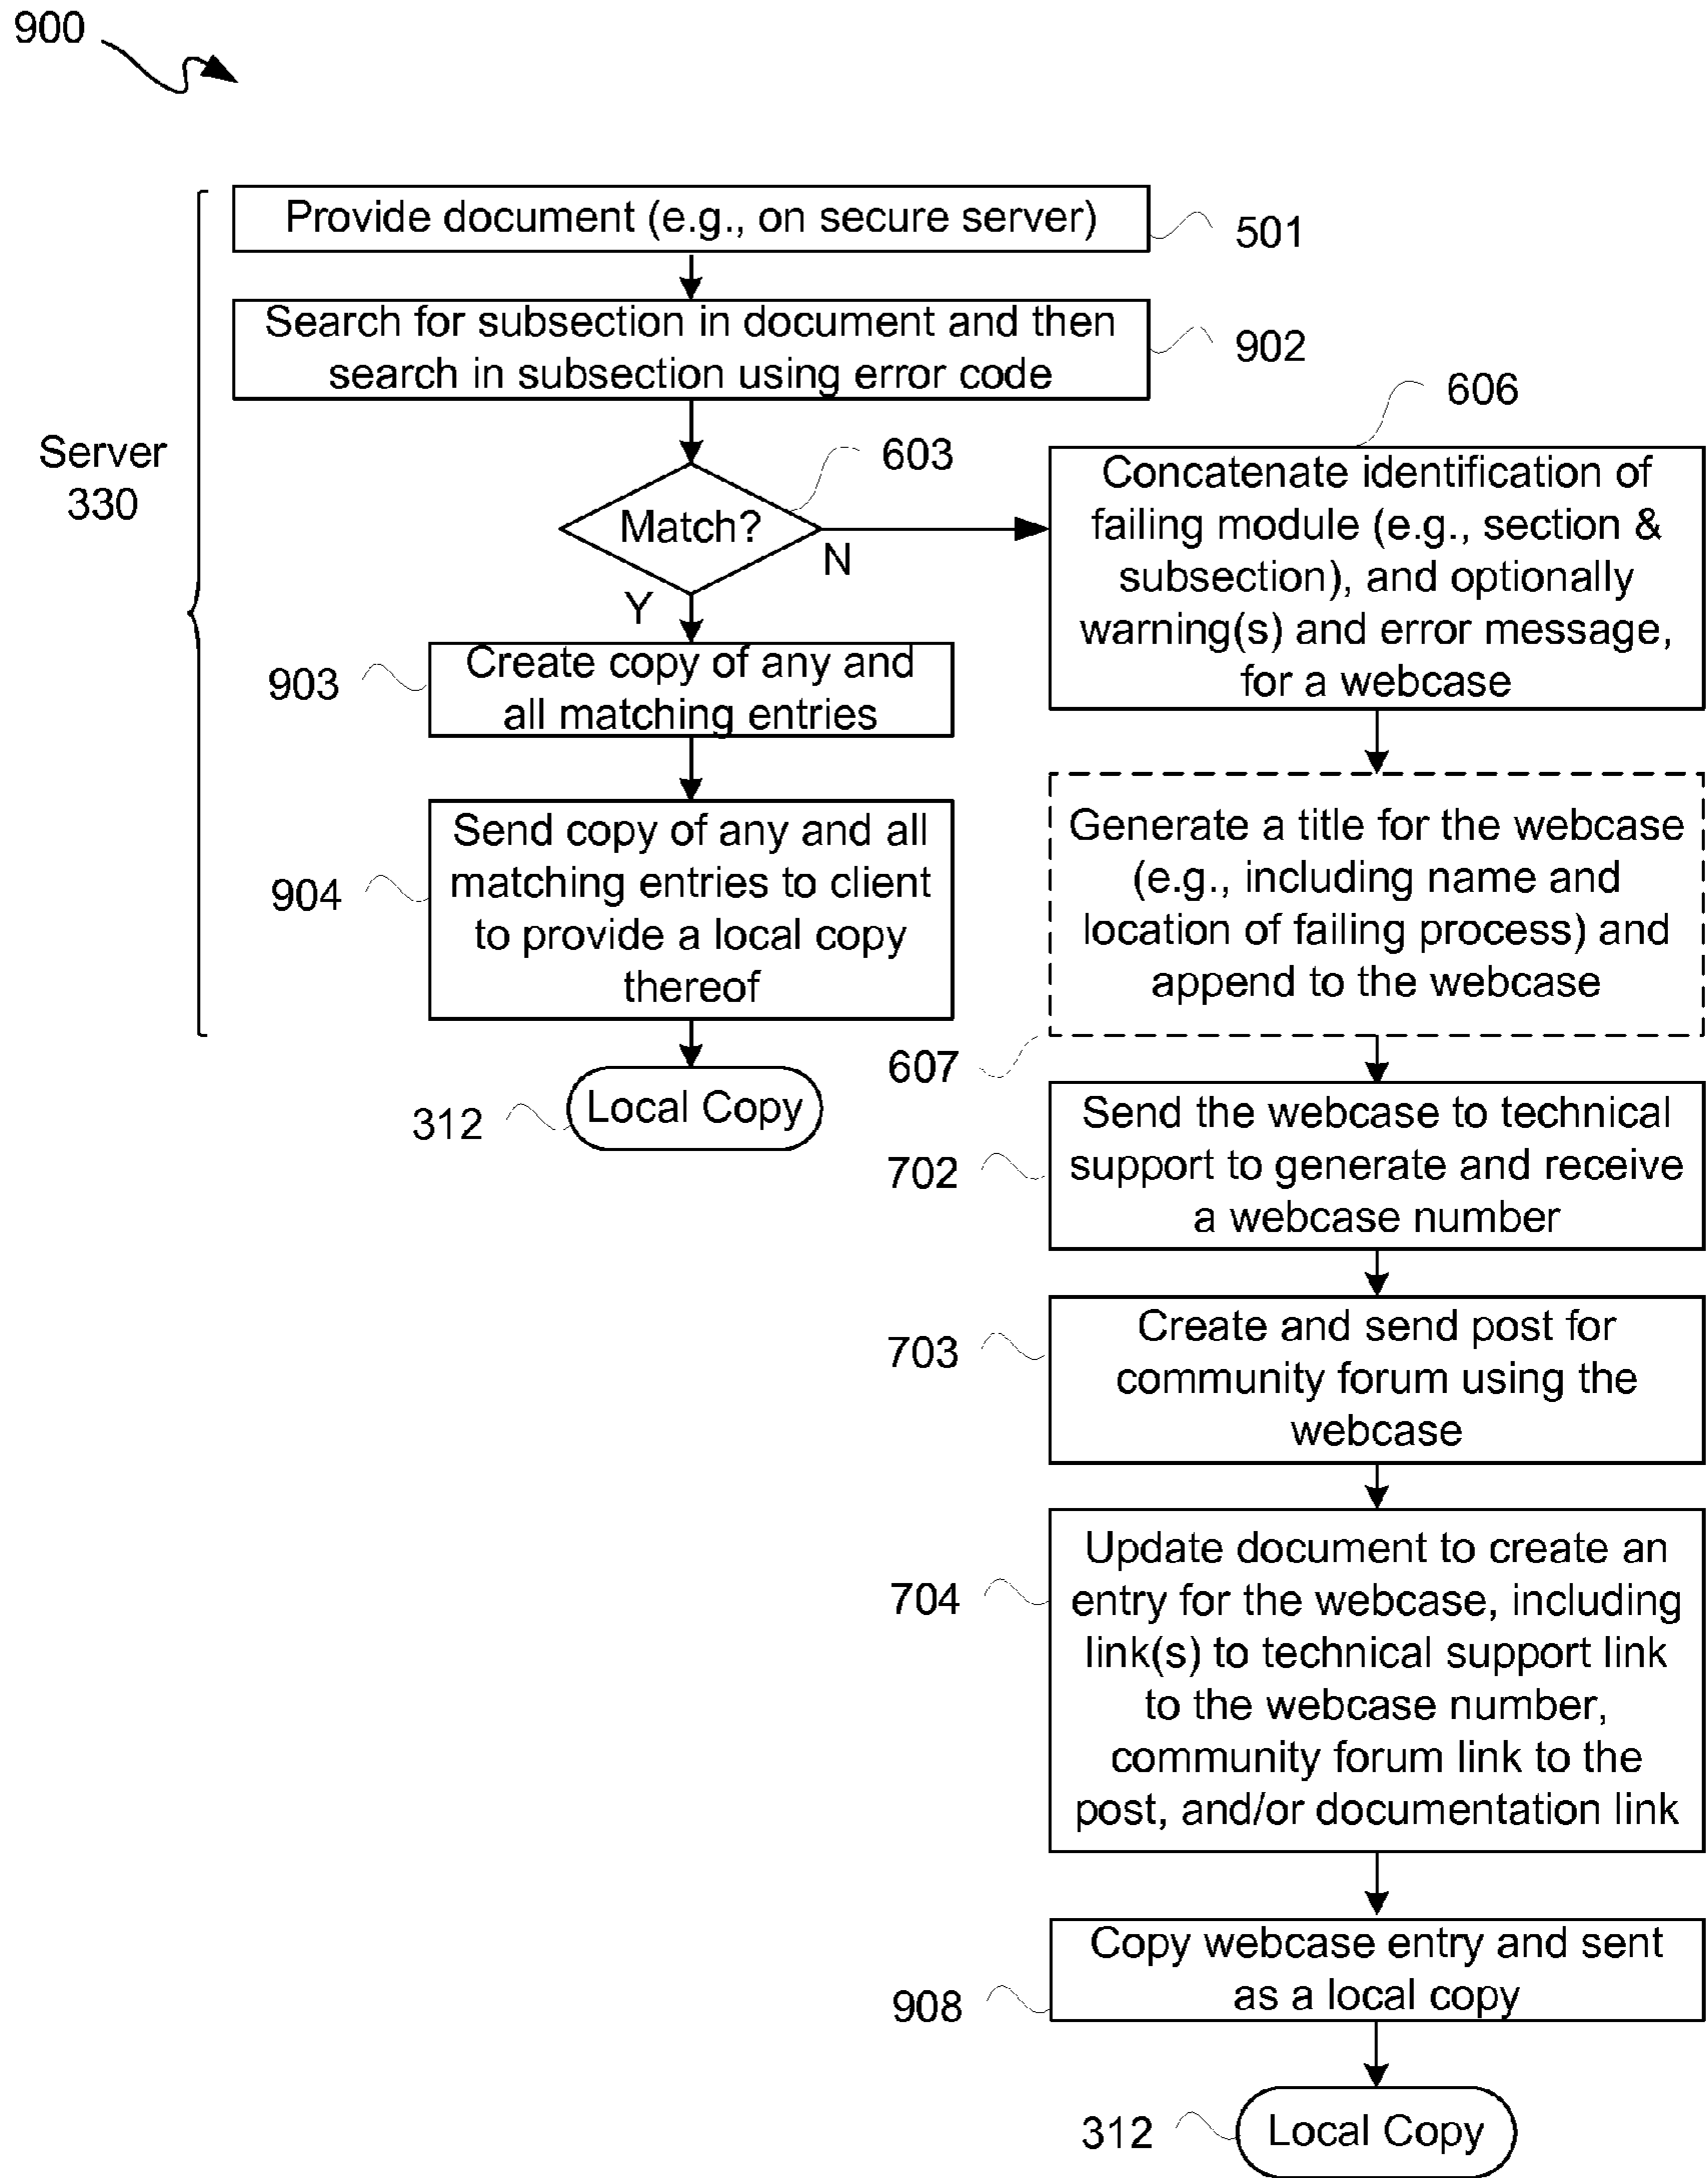 900
Provide document (e.g., on secure server)
501
Search for subsection in document and then
search in subsection using error code
902
Server
330
Match?
603
N
Y
Create copy of any and
all matching entries
903
Send copy of any and all
matching entries to client
to provide a local copy
thereof
904
Local Copy
312
606
Concatenate identification of
failing module (e.g., section &
subsection), and optionally
warning(s) and error message,
for a webcase
Generate a title for the webcase
(e.g., including name and
location of failing process) and
append to the webcase
607
Send the webcase to technical
support to generate and receive
a webcase number
702
Create and send post for
community forum using the
webcase
703
Update document to create an
entry for the webcase, including
link(s) to technical support link
to the webcase number,
community forum link to the
post, and/or documentation link
704
Copy webcase entry and sent
as a local copy
908
Local Copy
312